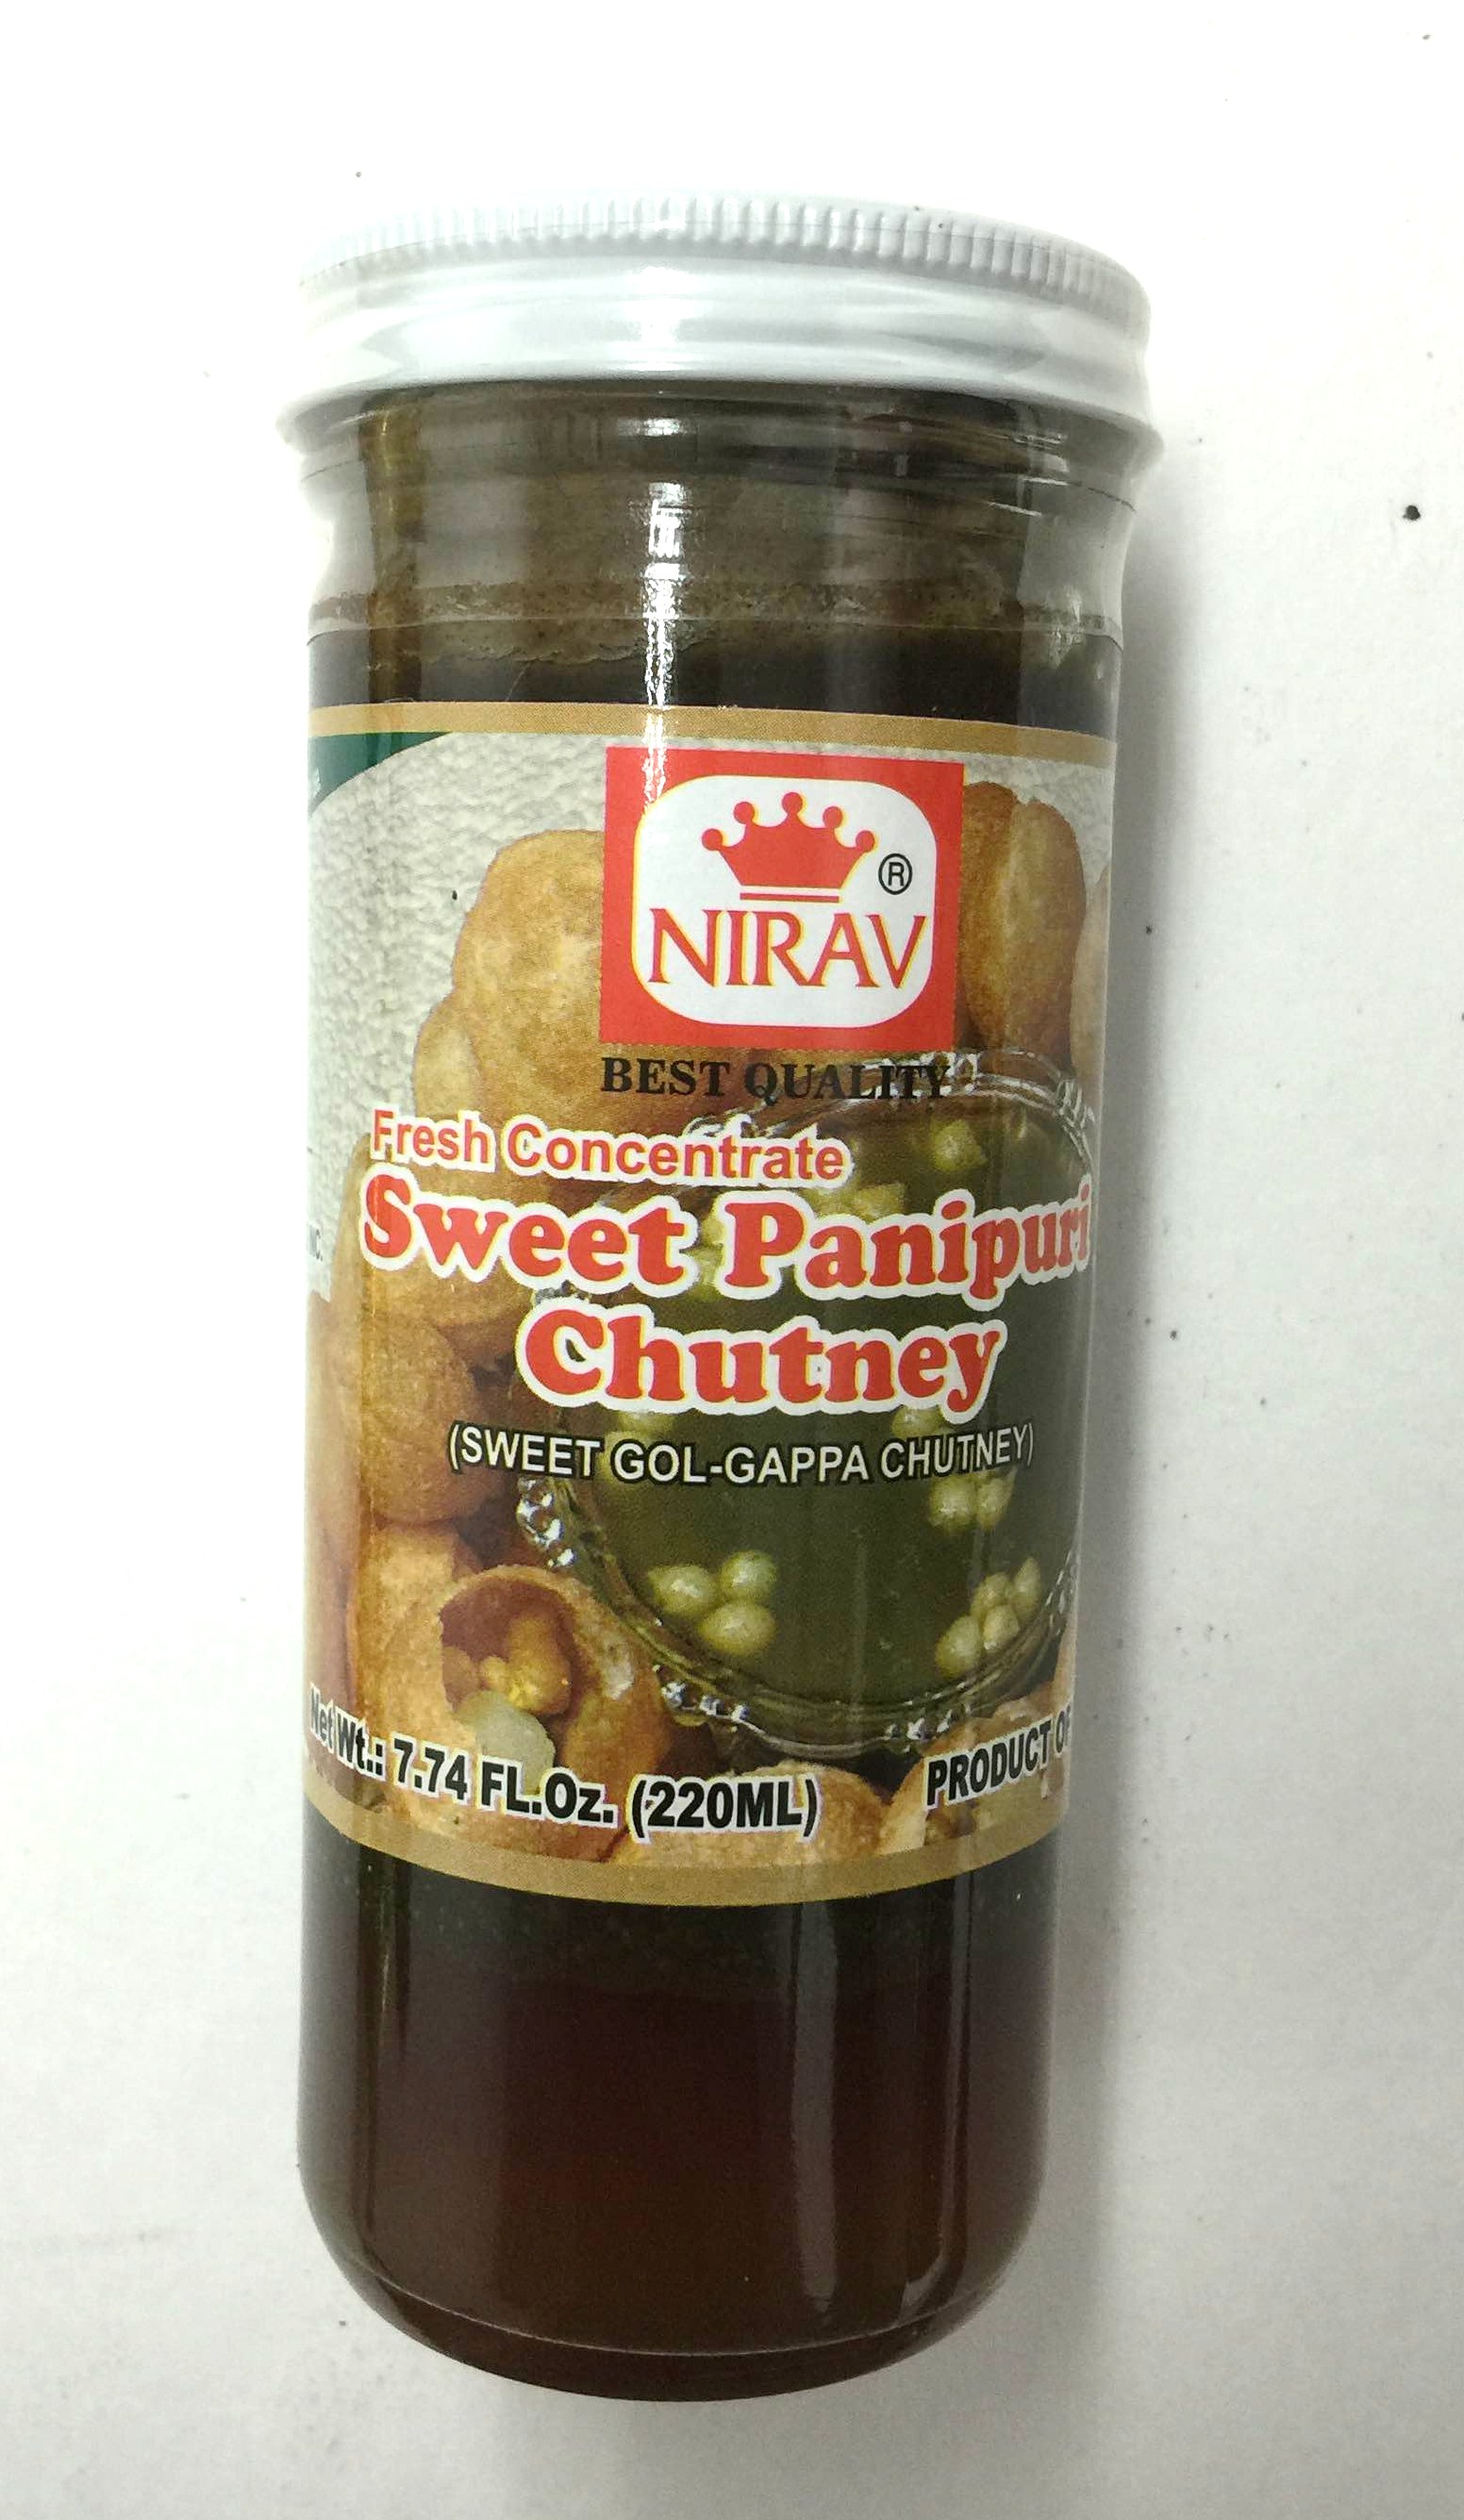 NIRAV ®
BEST QUALITY
Fresh Concentrate
Sweet Panipuri
Chutney
(SWEET GOL-GAPPA CHUTNEY)
Net Wt.: 7.74 FL.Oz. (220ML)
PRODUCT OF